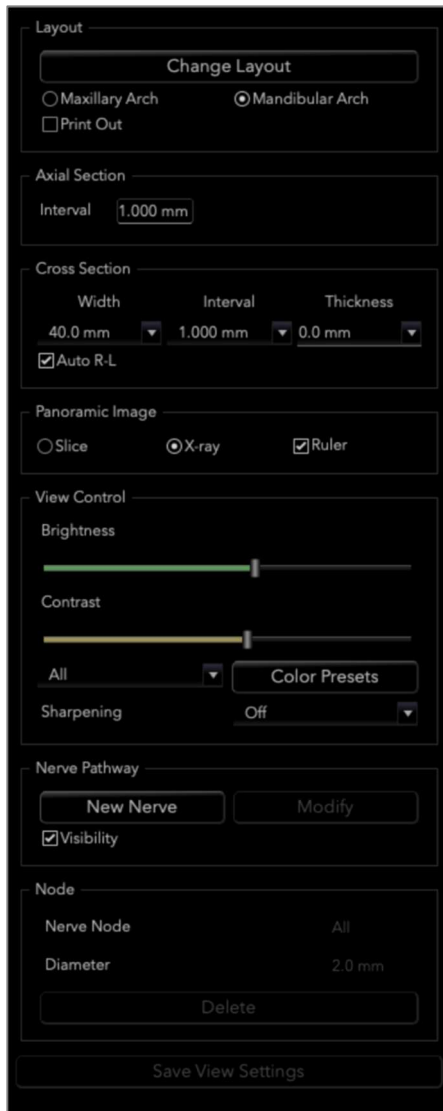 Layout
Change Layout
Maxillary Arch Mandibular Arch
Print Out
Axial Section
Interval 1.000 mm
Cross Section
Width Interval Thickness
40.0 mm 1.000 mm 0.0 mm
Auto R-L
Panoramic Image
Slice X-ray Ruler
View Control
Brightness
Contrast
All Color Presets
Sharpening Off
Nerve Pathway
New Nerve Modify
Visibility
Node
Nerve Node All
Diameter 2.0 mm
Delete
Save View Settings